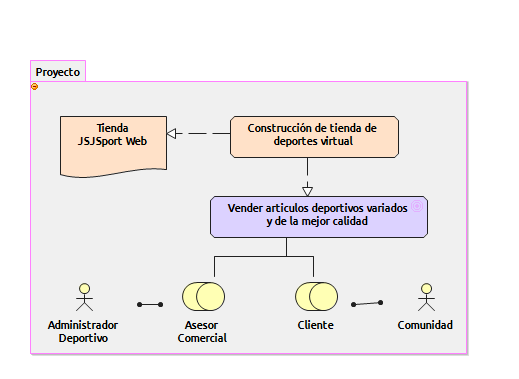 Proyecto
Tienda
JSJSport Web
Construcción de tienda de
deportes virtual
Vender articulos deportivos variados
y de la mejor calidad
Administrador
Deportivo
Asesor
Comercial
Cliente
Comunidad